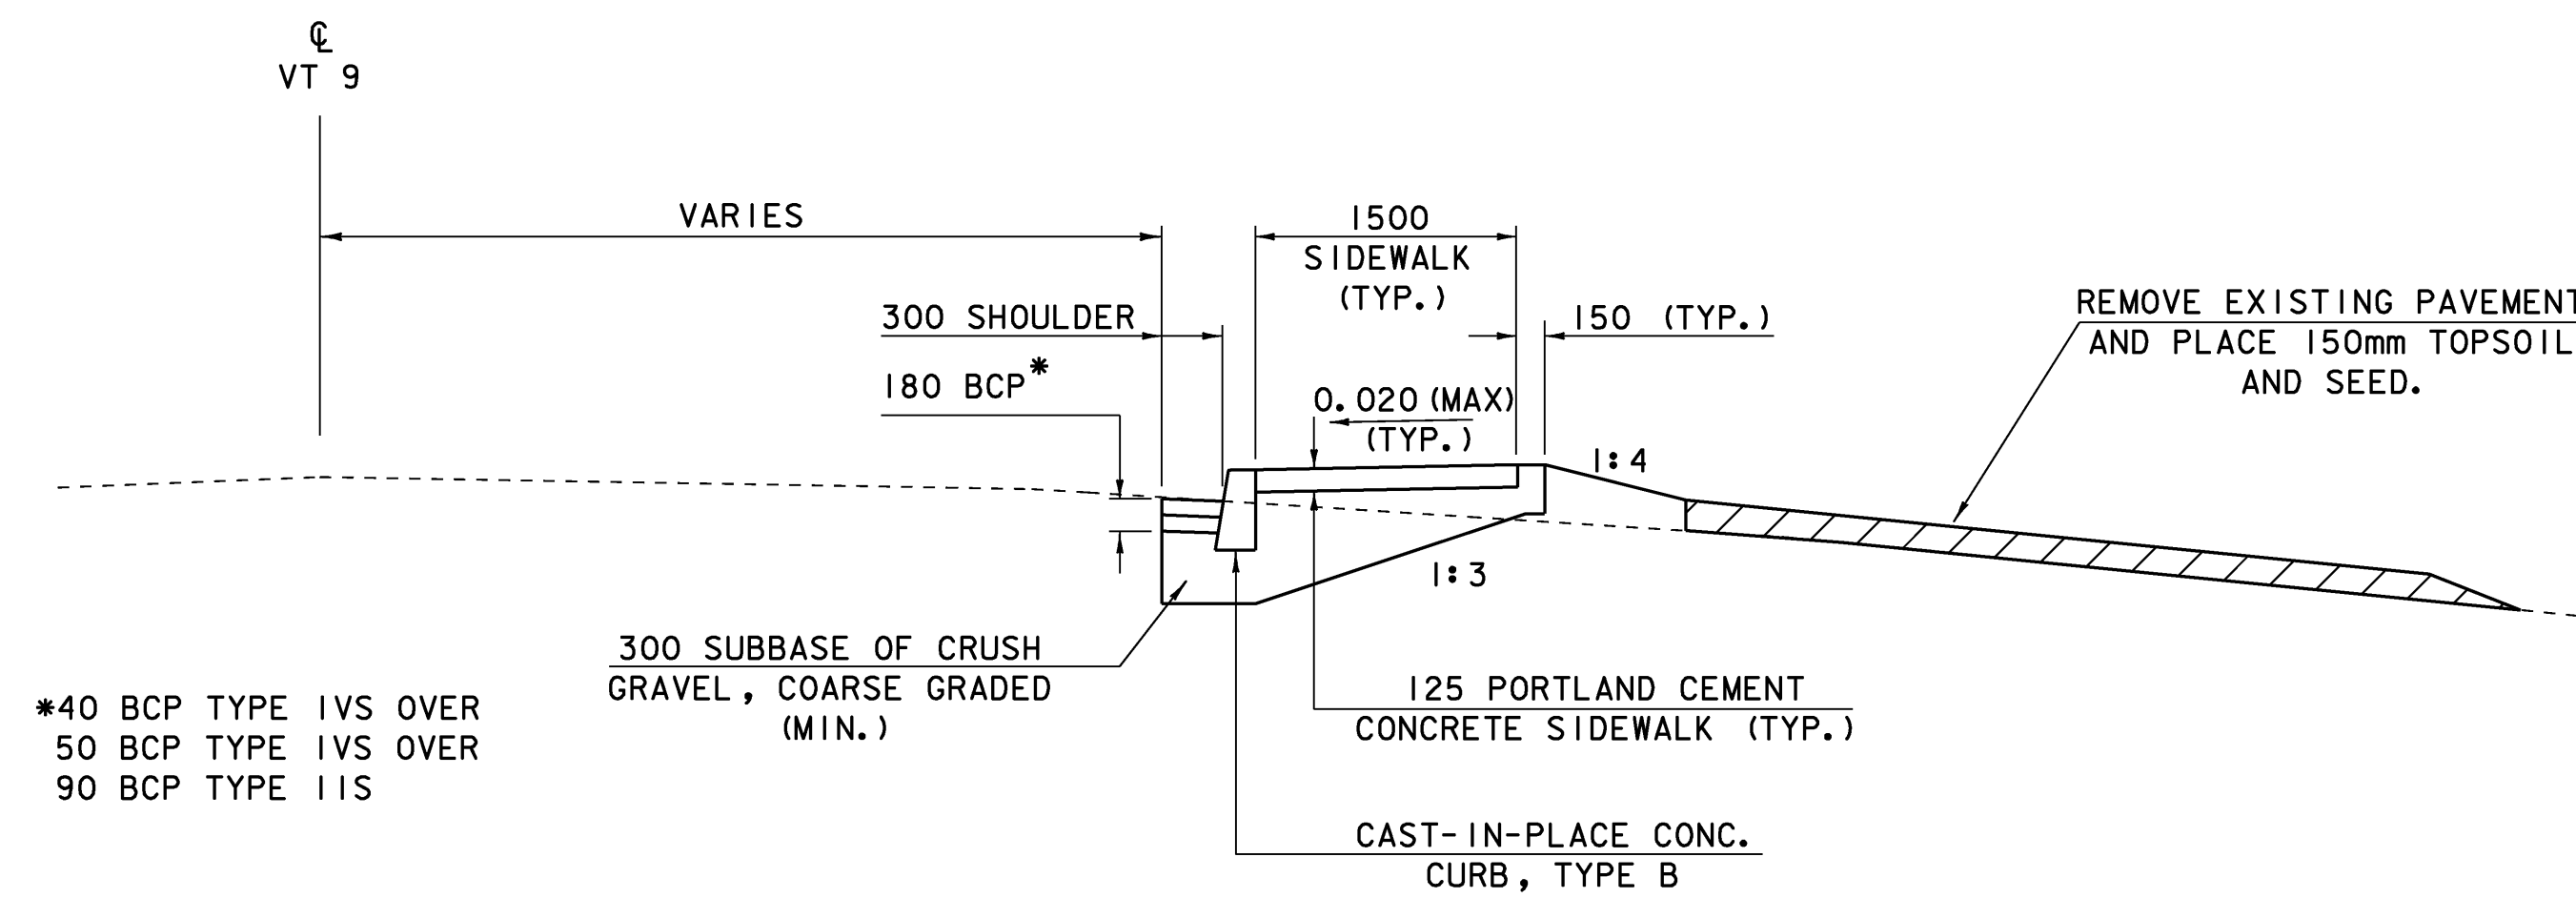 ℄
VT 9
VARIES
1500
SIDEWALK
(TYP.)
300 SHOULDER
150 (TYP.)
180 BCP*
0.020 (MAX)
(TYP.)
1:4
REMOVE EXISTING PAVEMENT
AND PLACE 150mm TOPSOIL
AND SEED.
1:3
300 SUBBASE OF CRUSH
GRAVEL, COARSE GRADED
(MIN.)
*40 BCP TYPE IVS OVER
50 BCP TYPE IVS OVER
90 BCP TYPE IIS
125 PORTLAND CEMENT
CONCRETE SIDEWALK (TYP.)
CAST-IN-PLACE CONC.
CURB, TYPE B